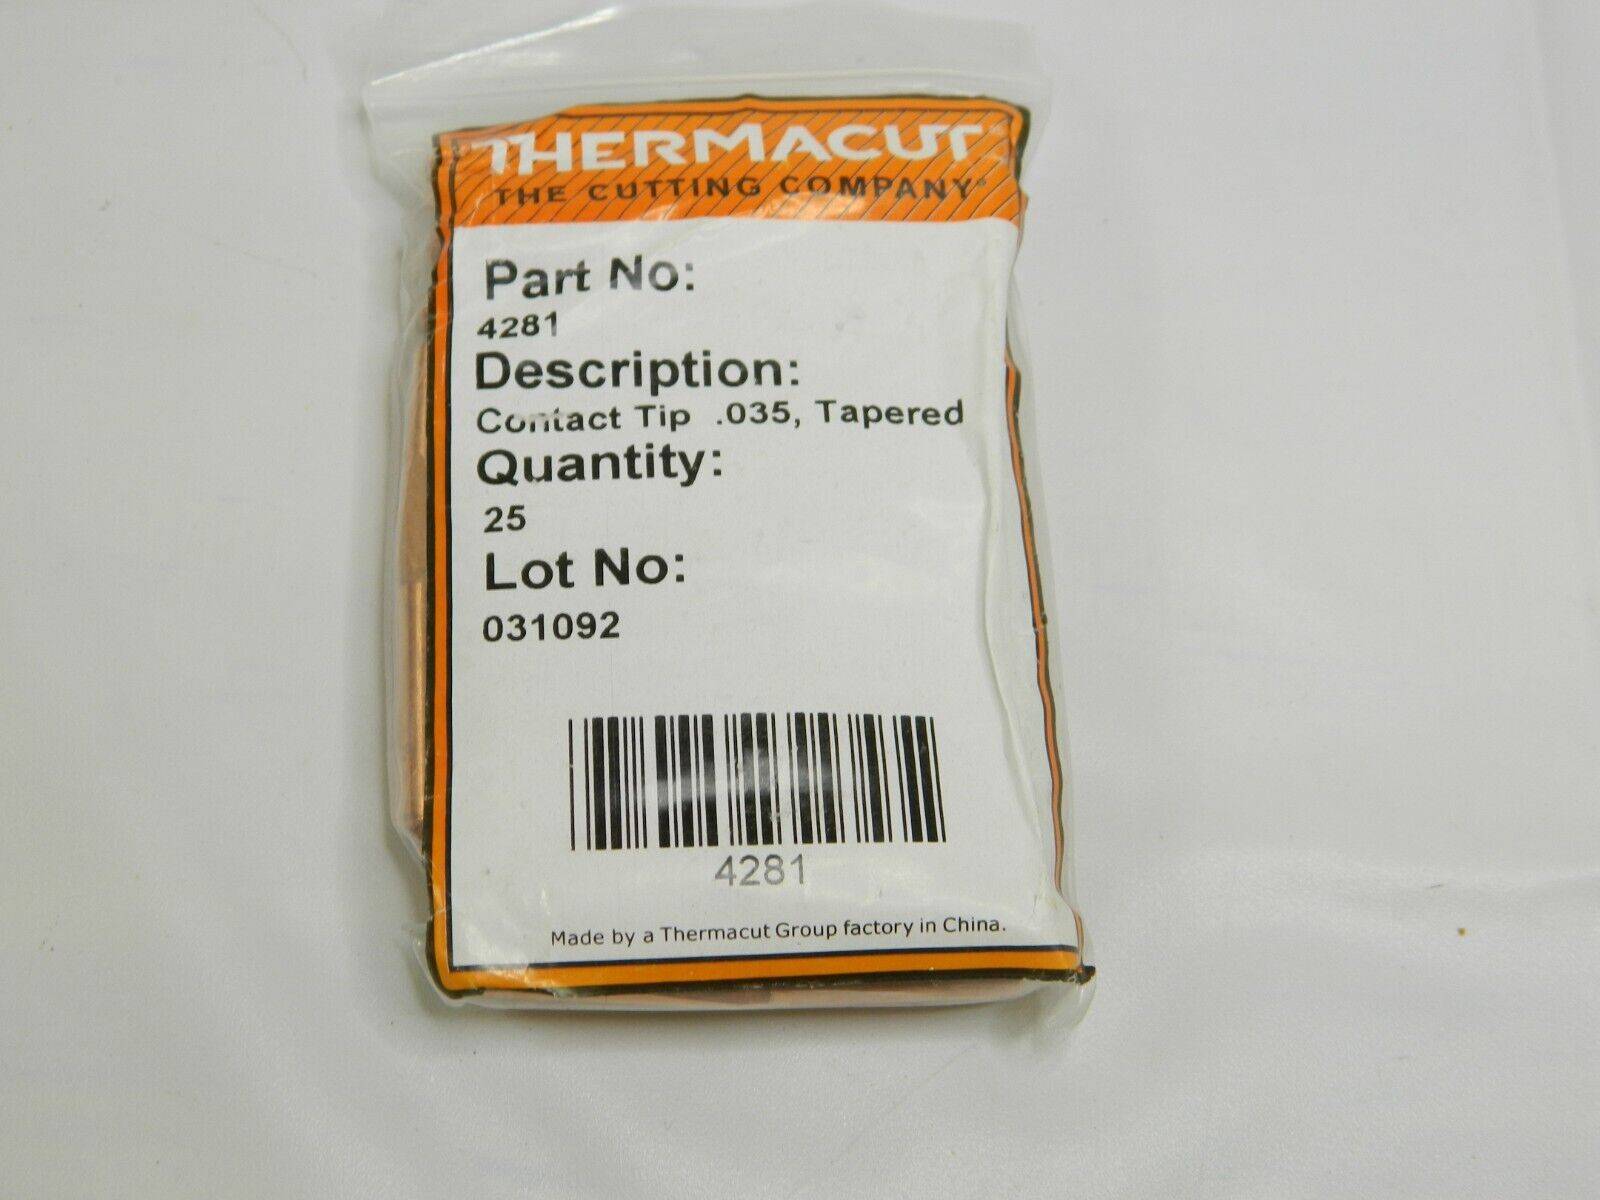 THERMACUT
THE CUTTING COMPANY®
Part No:
4281
Description:
Contact Tip .035, Tapered
Quantity:
25
Lot No:
031092
4281
Made by a Thermacut Group factory in China.